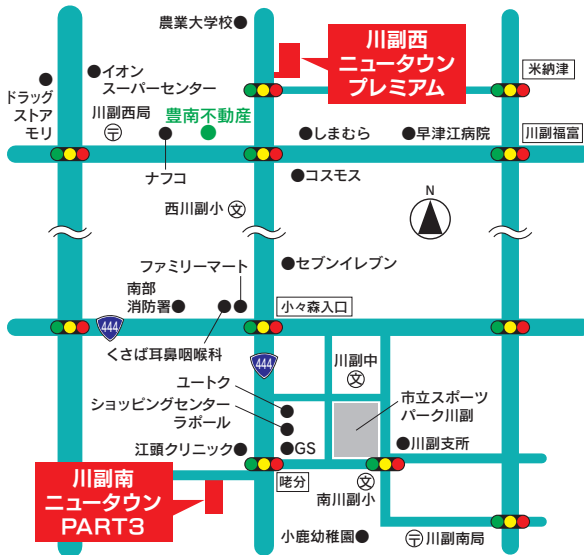 農業大学校
川副西
ニュータウン
プレミアム
イオン
スーパーセンター
米納津
ドラッグ
ストア
モリ
川副西局
〒
豊南不動産
しまむら
早津江病院
川副福富
ナフコ
コスモス
西川副小
文
N
セブンイレブン
ファミリーマート
南部
消防署
小々森入口
444
くさば耳鼻咽喉科
444
川副中
文
ユートク
ショッピングセンター
ラポール
市立スポーツ
パーク川副
江頭クリニック
GS
川副支所
咾分
文
南川副小
川副南
ニュータウン
PART3
小鹿幼稚園
〒
川副南局